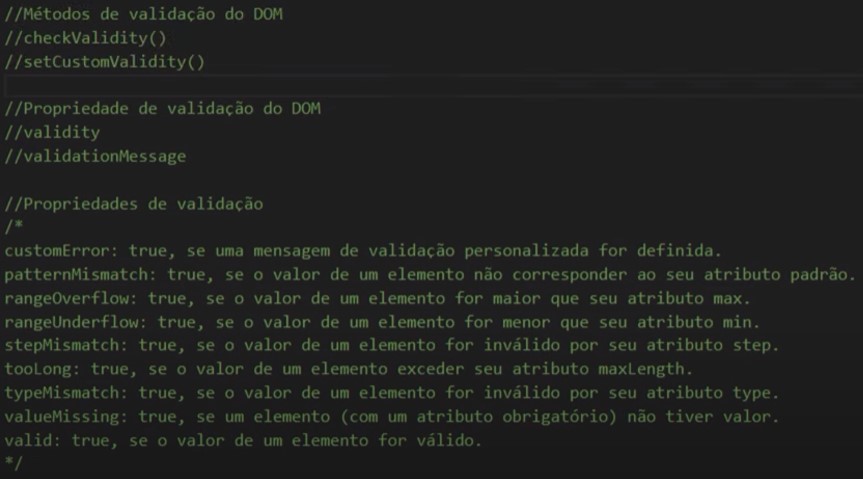 //Métodos de validação do DOM
//checkValidity()
//setCustomValidity()
//Propriedade de validação do DOM
//validity
//validationMessage
//Propriedades de validação
/*
customError: true, se uma mensagem de validação personalizada for definida.
patternMismatch: true, se o valor de um elemento não corresponder ao seu atributo padrão.
rangeOverflow: true, se o valor de um elemento for maior que seu atributo max.
rangeUnderflow: true, se o valor de um elemento for menor que seu atributo min.
stepMismatch: true, se o valor de um elemento for inválido por seu atributo step.
tooLong: true, se o valor de um elemento exceder seu atributo maxLength.
typeMismatch: true, se o valor de um elemento for inválido por seu atributo type.
valueMissing: true, se um elemento (com um atributo obrigatório) não tiver valor.
valid: true, se o valor de um elemento for válido.
*/